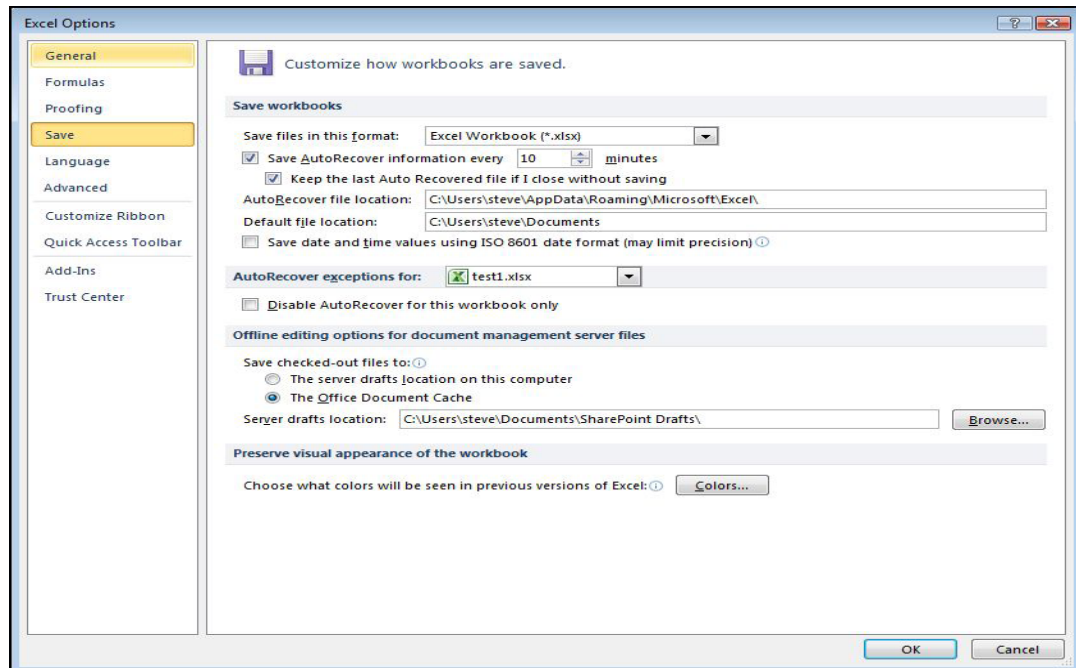 Excel Options
General
Formulas
Proofing
Save
Language
Advanced
Customize Ribbon
Quick Access Toolbar
Add-Ins
Trust Center
Customize how workbooks are saved.
Save workbooks
Save files in this format: Excel Workbook (*.xlsx)
Save AutoRecover information every 10 minutes
Keep the last Auto Recovered file if I close without saving
AutoRecover file location: C:\Users\steve\AppData\Roaming\Microsoft\Excel\
Default file location: C:\Users\steve\Documents
Save date and time values using ISO 8601 date format (may limit precision)
AutoRecover exceptions for: test1.xlsx
Disable AutoRecover for this workbook only
Offline editing options for document management server files
Save checked-out files to:
The server drafts location on this computer
The Office Document Cache
Server drafts location: C:\Users\steve\Documents\SharePoint Drafts\ Browse...
Preserve visual appearance of the workbook
Choose what colors will be seen in previous versions of Excel: Colors...
OK Cancel